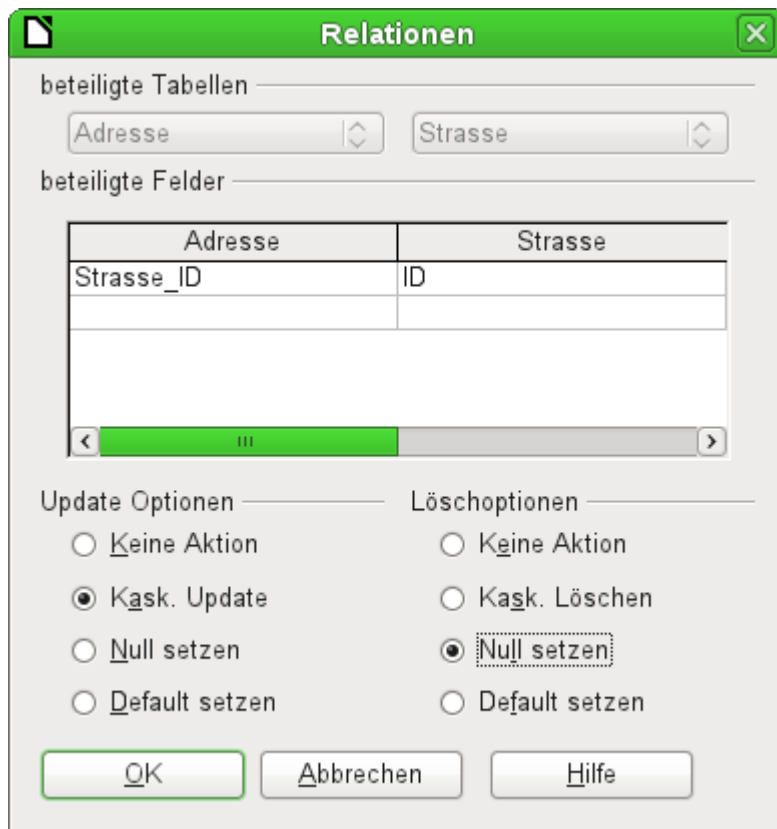 Relationen
beteiligte Tabellen
Adresse Strasse
beteiligte Felder
Adresse Strasse
Strasse_ID ID
Update Optionen Löschoptionen
Keine Aktion Keine Aktion
Kask. Update Kask. Löschen
Null setzen Null setzen
Default setzen Default setzen
OK Abbrechen Hilfe